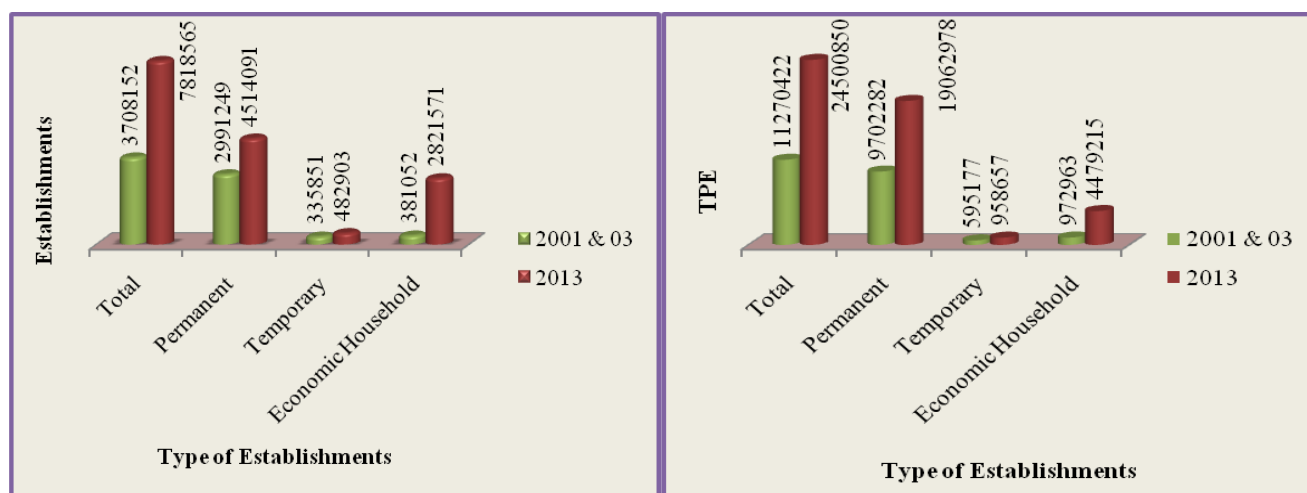 Establishments
3708152
7818565
2991249
4514091
335851
482903
381052
2821571
2001 & 03
2013
Total
Permanent
Temporary
Economic Household
Type of Establishments
TPE
11270422
24500850
9702282
19062978
595177
958657
972963
4479215
2001 & 03
2013
Total
Permanent
Temporary
Economic Household
Type of Establishments